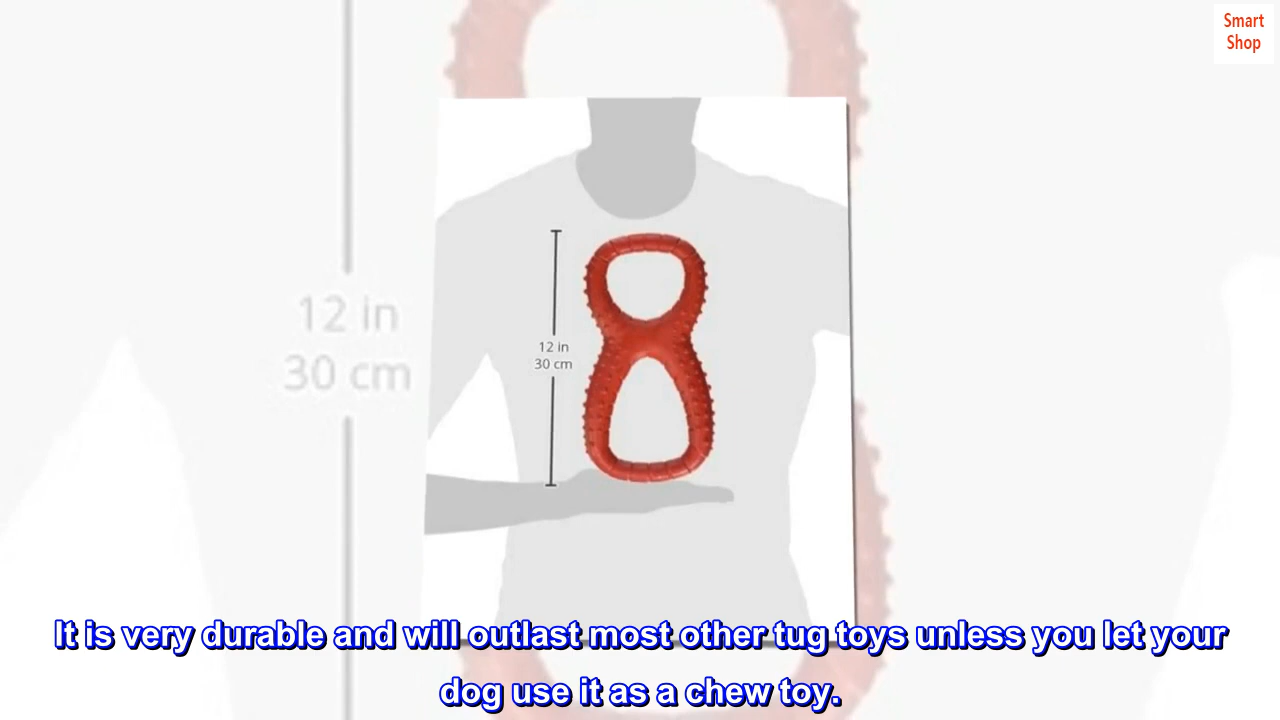 Smart
Shop
12 in
30 cm
12 in
30 cm
It is very durable and will outlast most other tug toys unless you let your
dog use it as a chew toy.